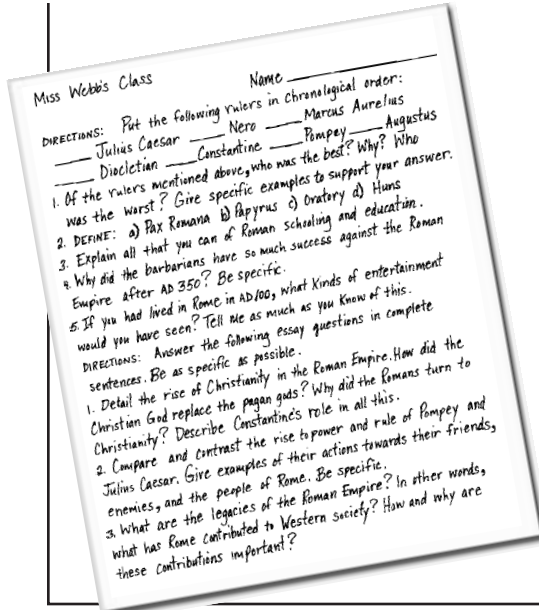 Miss Webb's Class Name
DIRECTIONS: Put the following rulers in chronological order:
____ Julius Caesar ____ Nero ____ Marcus Aurelius
____ Diocletian ____ Constantine ____ Pompey ____ Augustus
1. Of the rulers mentioned above, who was the best? Why? Who
was the worst? Give specific examples to support your answer.
2. DEFINE: a) Pax Romana b) Papyrus c) Oratory d) Huns
3. Explain all that you can of Roman schooling and education.
4. Why did the barbarians have so much success against the Roman
Empire after AD 350? Be specific.
5. If you had lived in Rome in AD 100, what kinds of entertainment
would you have seen? Tell me as much as you know of this.
DIRECTIONS: Answer the following essay questions in complete
sentences. Be as specific as possible.
1. Detail the rise of Christianity in the Roman Empire. How did the
Christian God replace the pagan gods? Why did the Romans turn to
Christianity? Describe Constantine's role in all this.
2. Compare and contrast the rise to power and rule of Pompey and
Julius Caesar. Give examples of their actions towards their friends,
enemies, and the people of Rome. Be specific.
3. What are the legacies of the Roman Empire? In other words,
what has Rome contributed to Western society? How and why are
these contributions important?